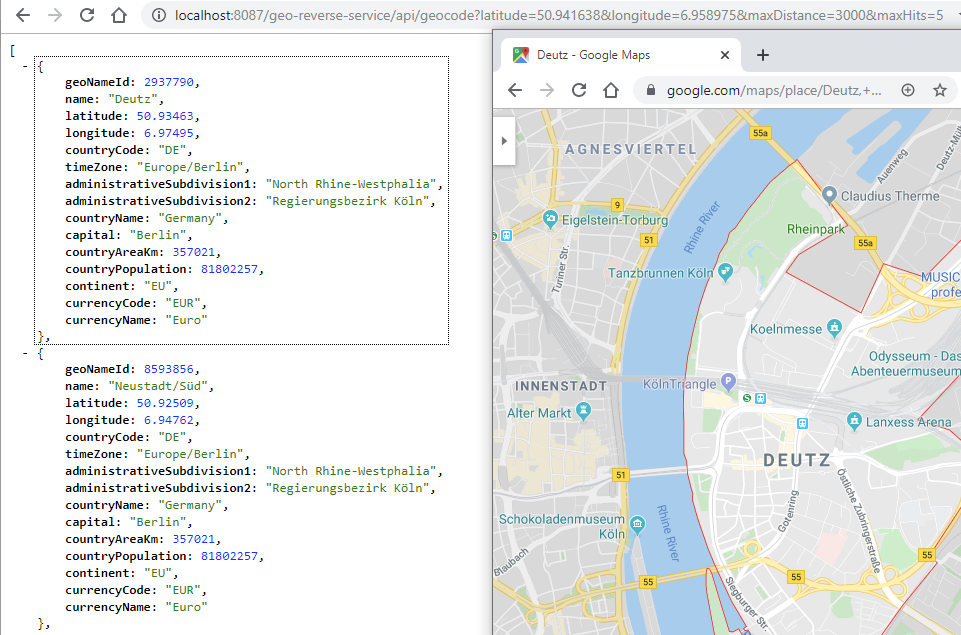 localhost:8087/geo-reverse-service/api/geocode?latitude=50.941638&longitude=6.958975&maxDistance=3000&maxHits=5
[
- {
geoNameId: 2937790,
name: "Deutz",
latitude: 50.93463,
longitude: 6.97495,
countryCode: "DE",
timeZone: "Europe/Berlin",
administrativeSubdivision1: "North Rhine-Westphalia",
administrativeSubdivision2: "Regierungsbezirk Köln",
countryName: "Germany",
capital: "Berlin",
countryAreaKm: 357021,
countryPopulation: 81802257,
continent: "EU",
currencyCode: "EUR",
currencyName: "Euro"
},
- {
geoNameId: 8593856,
name: "Neustadt/Süd",
latitude: 50.92509,
longitude: 6.94762,
countryCode: "DE",
timeZone: "Europe/Berlin",
administrativeSubdivision1: "North Rhine-Westphalia",
administrativeSubdivision2: "Regierungsbezirk Köln",
countryName: "Germany",
capital: "Berlin",
countryAreaKm: 357021,
countryPopulation: 81802257,
continent: "EU",
currencyCode: "EUR",
currencyName: "Euro"
},
Deutz - Google Maps
google.com/maps/place/Deutz,+...
55a
AGNESVIERTEL
Auenweg
Deutz-Mül
Claudius Therme
9
Eigelstein-Torburg
Rhine River
Rheinpark
S
51
55a
Turiner Str.
Tanzbrunnen Köln
MUSIC
profe
Koelnmesse
Odysseum - Das
Abenteuermuseum
INNENSTADT
KölnTriangle
P
S
Alter Markt
Lanxess Arena
DEUTZ
51
Östliche Zubringerstraße
Gotenring
Schokoladenmuseum
Köln
Rhine River
Blaubach
55
55
55
Siegburger Str.